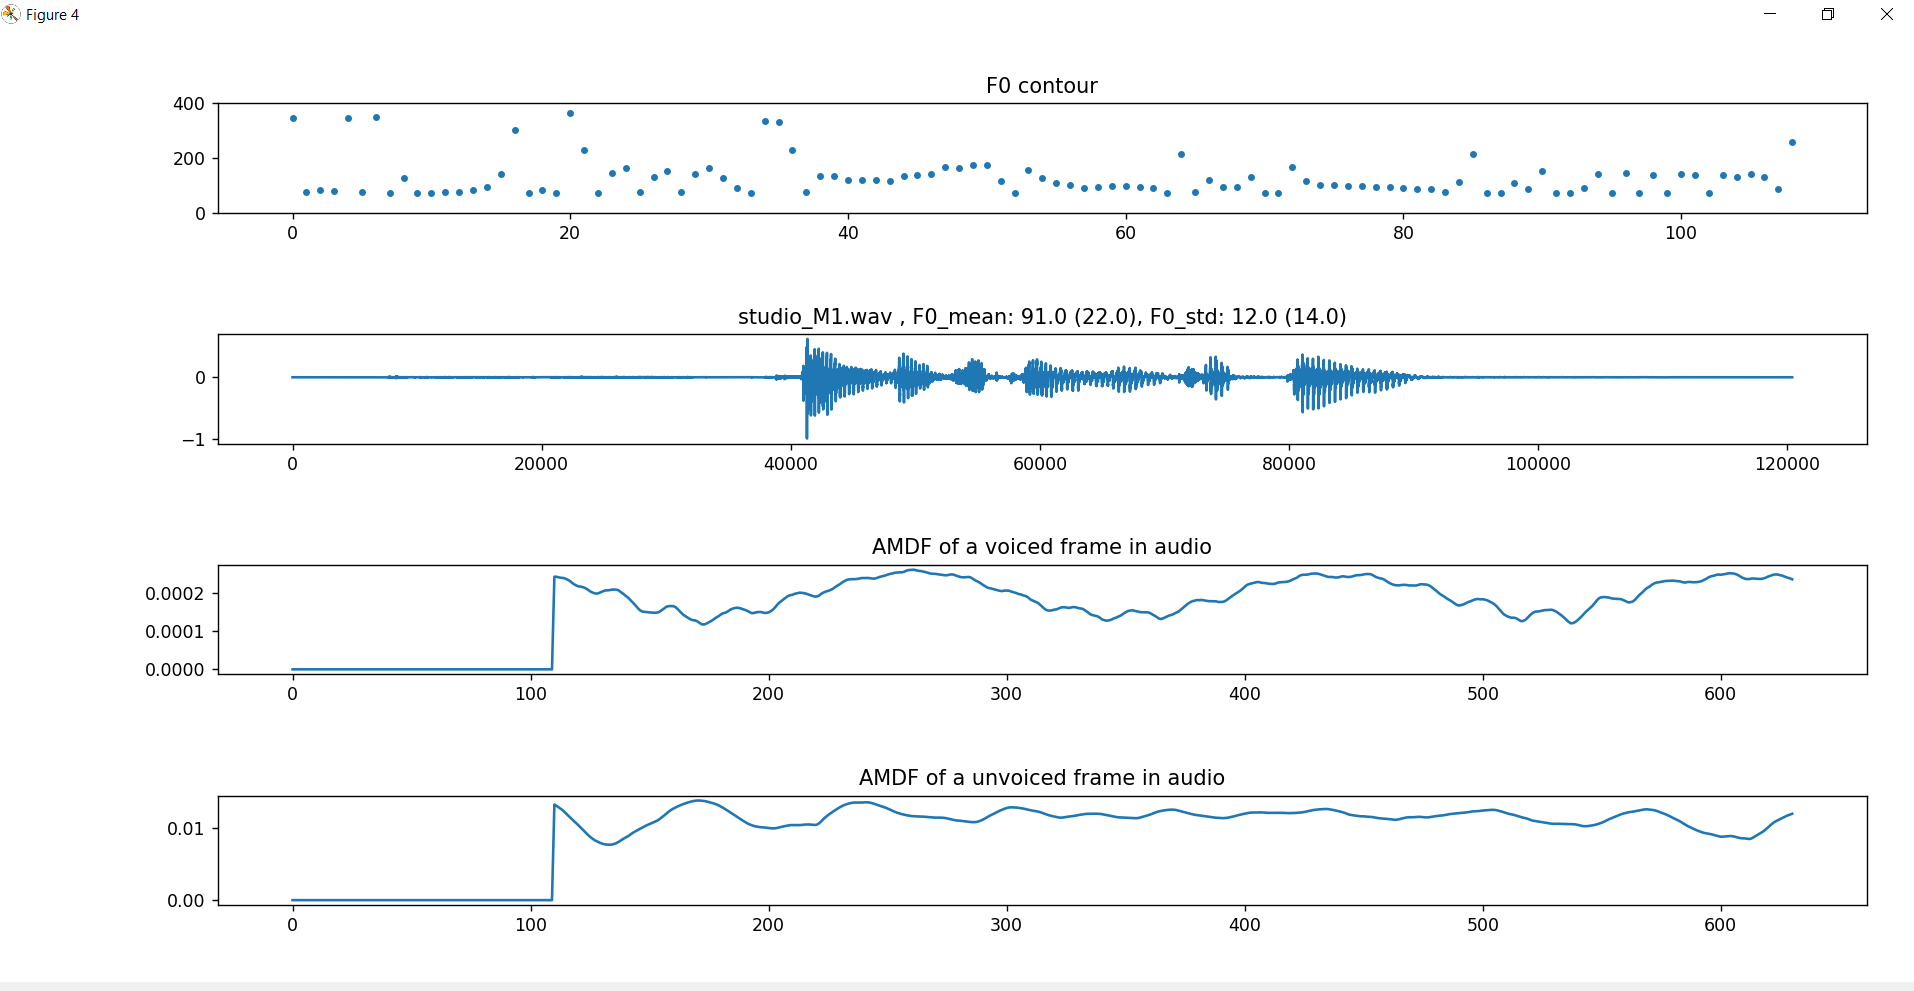 Figure 4
F0 contour
400
200
0
0 20 40 60 80 100
studio_M1.wav , F0_mean: 91.0 (22.0), F0_std: 12.0 (14.0)
0
−1
0 20000 40000 60000 80000 100000 120000
AMDF of a voiced frame in audio
0.0002
0.0001
0.0000
0 100 200 300 400 500 600
AMDF of a unvoiced frame in audio
0.01
0.00
0 100 200 300 400 500 600